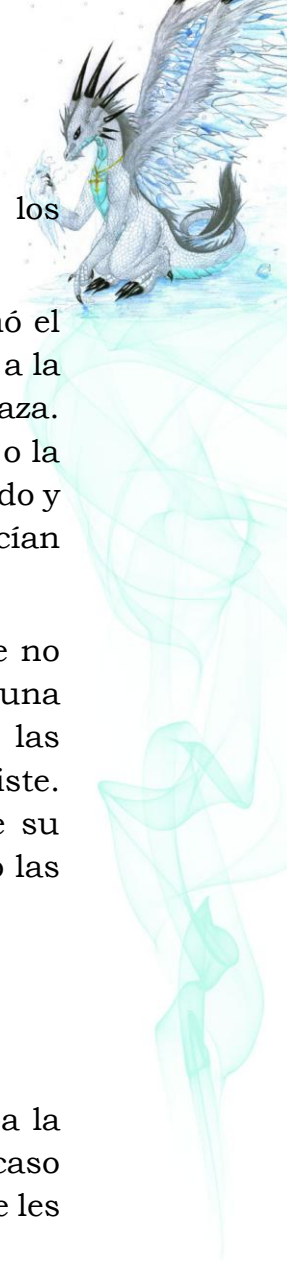 los
ó el
a la
aza.
o la
do y
cían
e no
una
las
iste.
e su
o las
a la
caso
e les